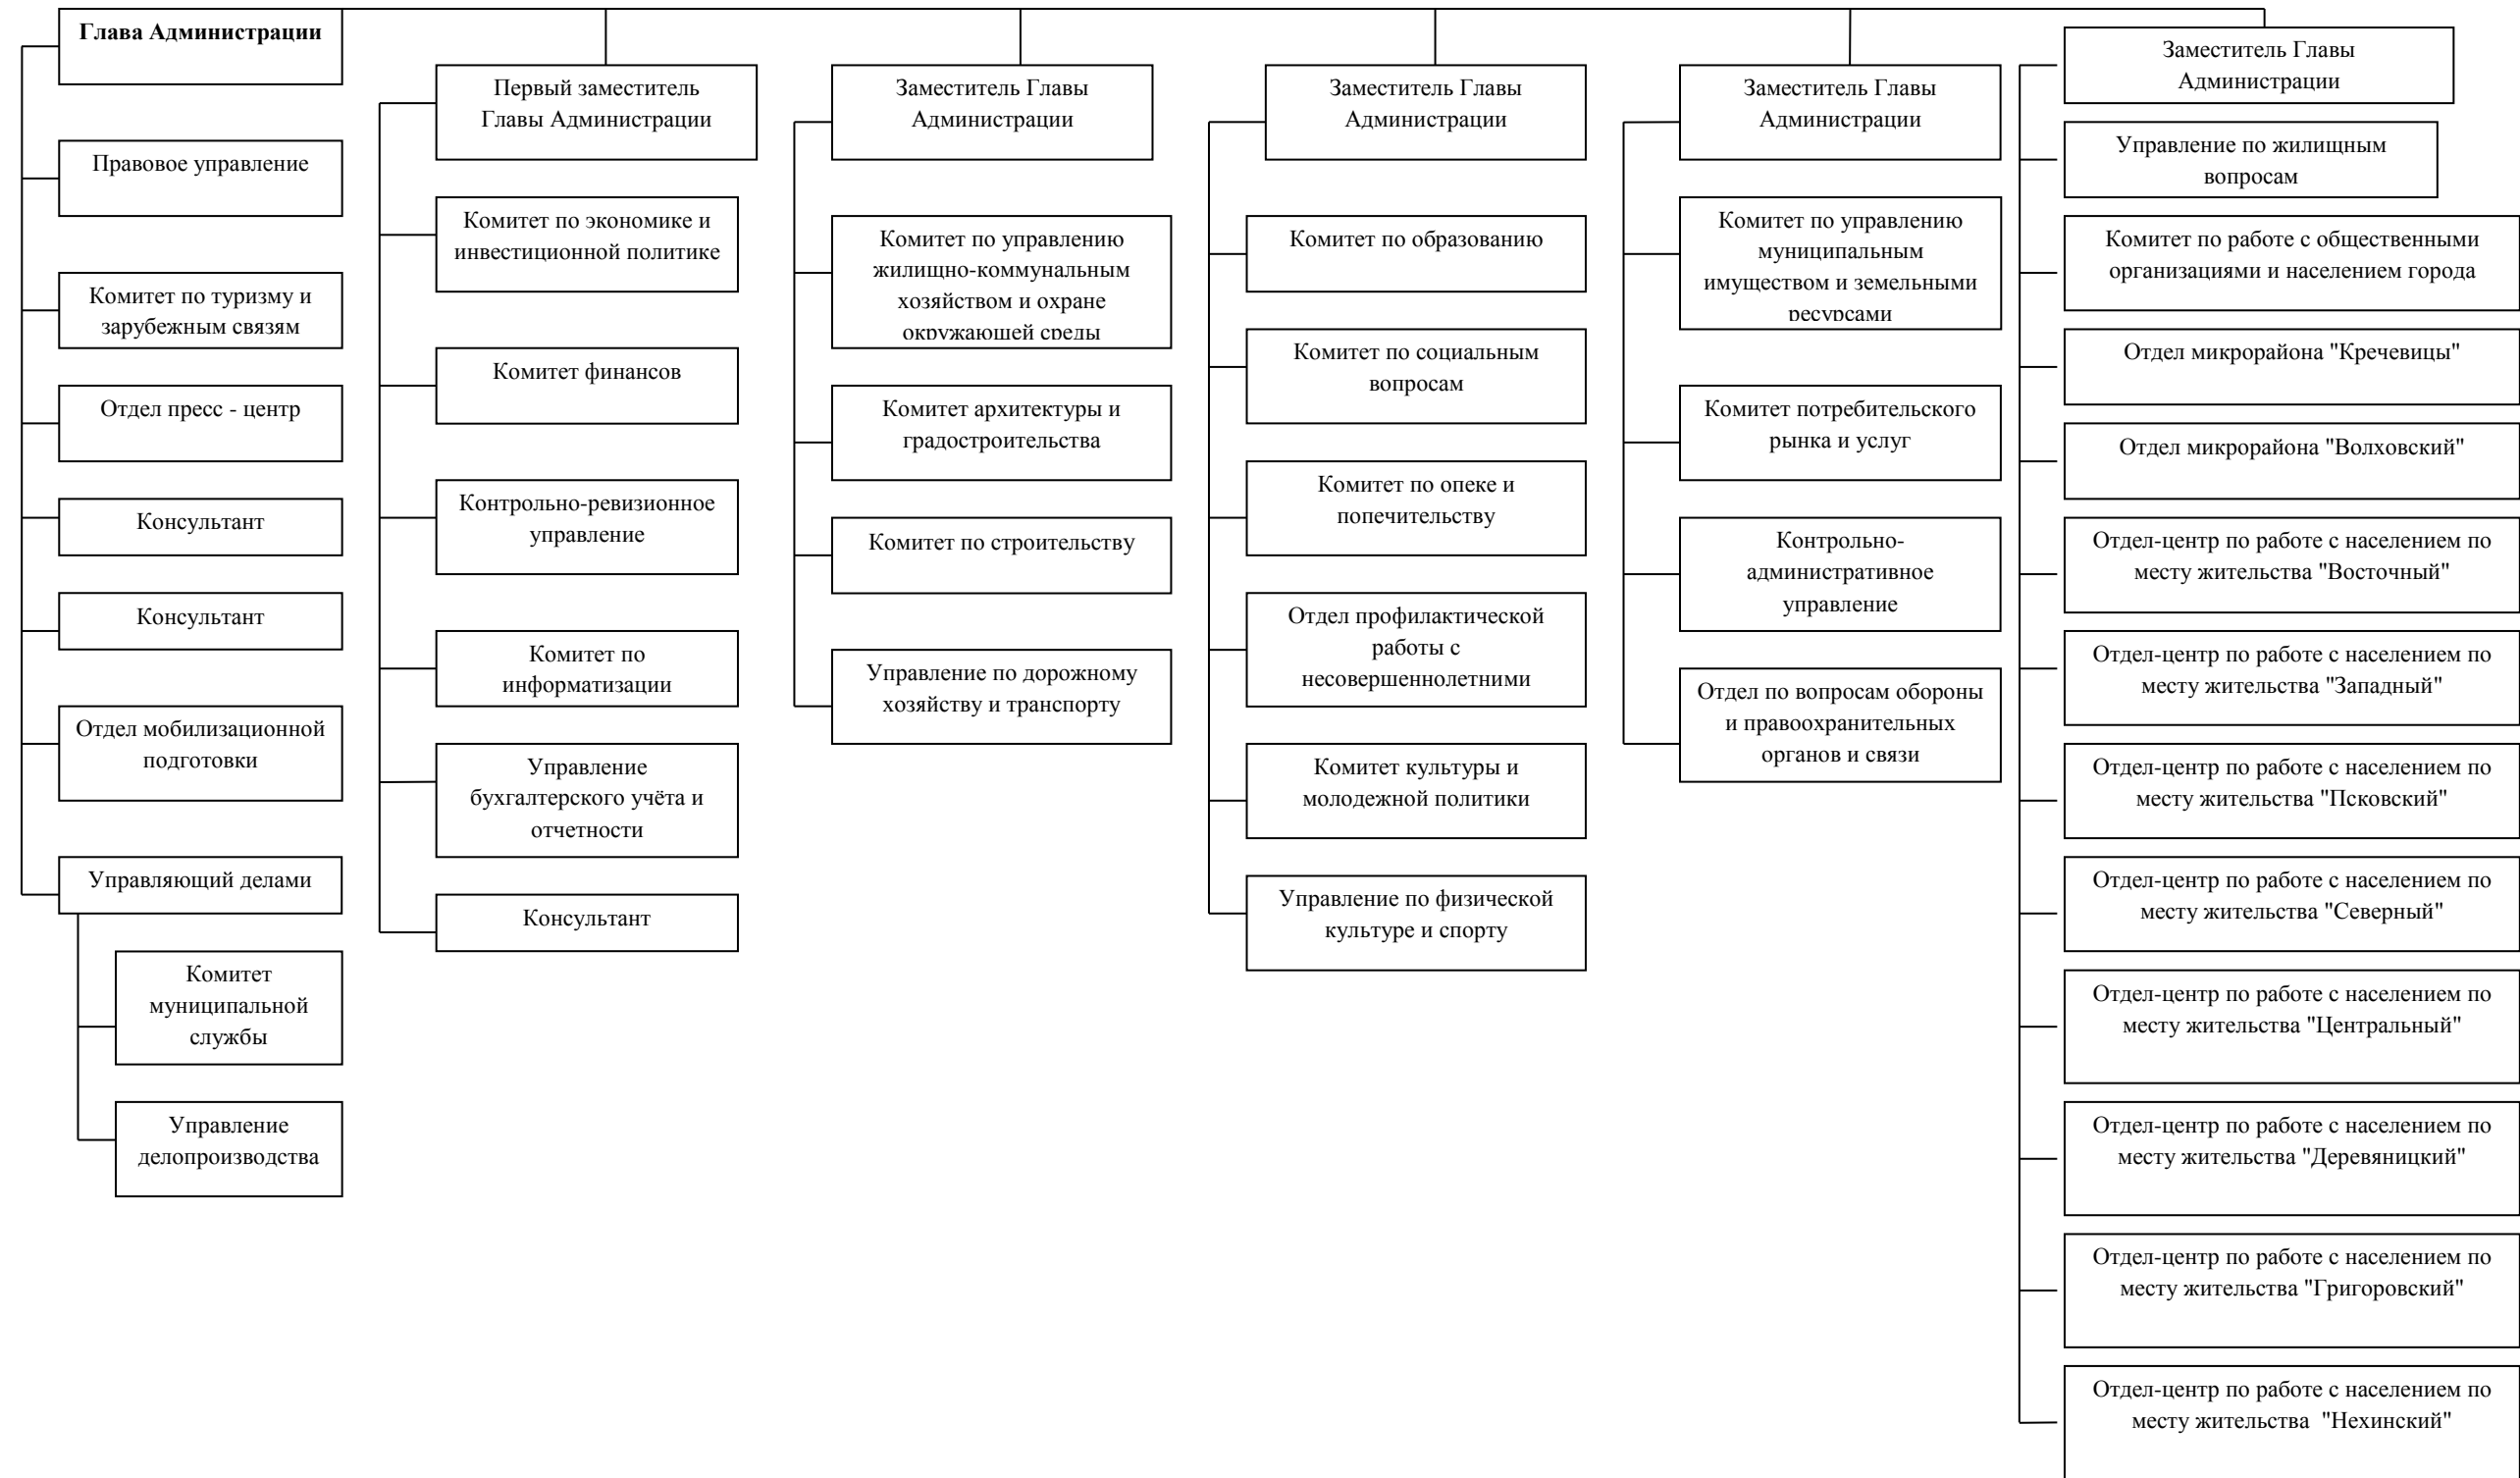 Глава Администрации
Правовое управление
Комитет по туризму и
зарубежным связям
Отдел пресс - центр
Консультант
Консультант
Отдел мобилизационной
подготовки
Управляющий делами
Комитет
муниципальной
службы
Управление
делопроизводства
Первый заместитель
Главы Администрации
Комитет по экономике и
инвестиционной политике
Комитет финансов
Контрольно-ревизионное
управление
Комитет по
информатизации
Управление
бухгалтерского учёта и
отчетности
Консультант
Заместитель Главы
Администрации
Комитет по управлению
жилищно-коммунальным
хозяйством и охране
окружающей среды
Комитет архитектуры и
градостроительства
Комитет по строительству
Управление по дорожному
хозяйству и транспорту
Заместитель Главы
Администрации
Комитет по образованию
Комитет по социальным
вопросам
Комитет по опеке и
попечительству
Отдел профилактической
работы с
несовершеннолетними
Комитет культуры и
молодежной политики
Управление по физической
культуре и спорту
Заместитель Главы
Администрации
Комитет по управлению
муниципальным
имуществом и земельными
ресурсами
Комитет потребительского
рынка и услуг
Контрольно-
административное
управление
Отдел по вопросам обороны
и правоохранительных
органов и связи
Заместитель Главы
Администрации
Управление по жилищным
вопросам
Комитет по работе с общественными
организациями и населением города
Отдел микрорайона "Кречевицы"
Отдел микрорайона "Волховский"
Отдел-центр по работе с населением по
месту жительства "Восточный"
Отдел-центр по работе с населением по
месту жительства "Западный"
Отдел-центр по работе с населением по
месту жительства "Псковский"
Отдел-центр по работе с населением по
месту жительства "Северный"
Отдел-центр по работе с населением по
месту жительства "Центральный"
Отдел-центр по работе с населением по
месту жительства "Деревяницкий"
Отдел-центр по работе с населением по
месту жительства "Григоровский"
Отдел-центр по работе с населением по
месту жительства "Нехинский"